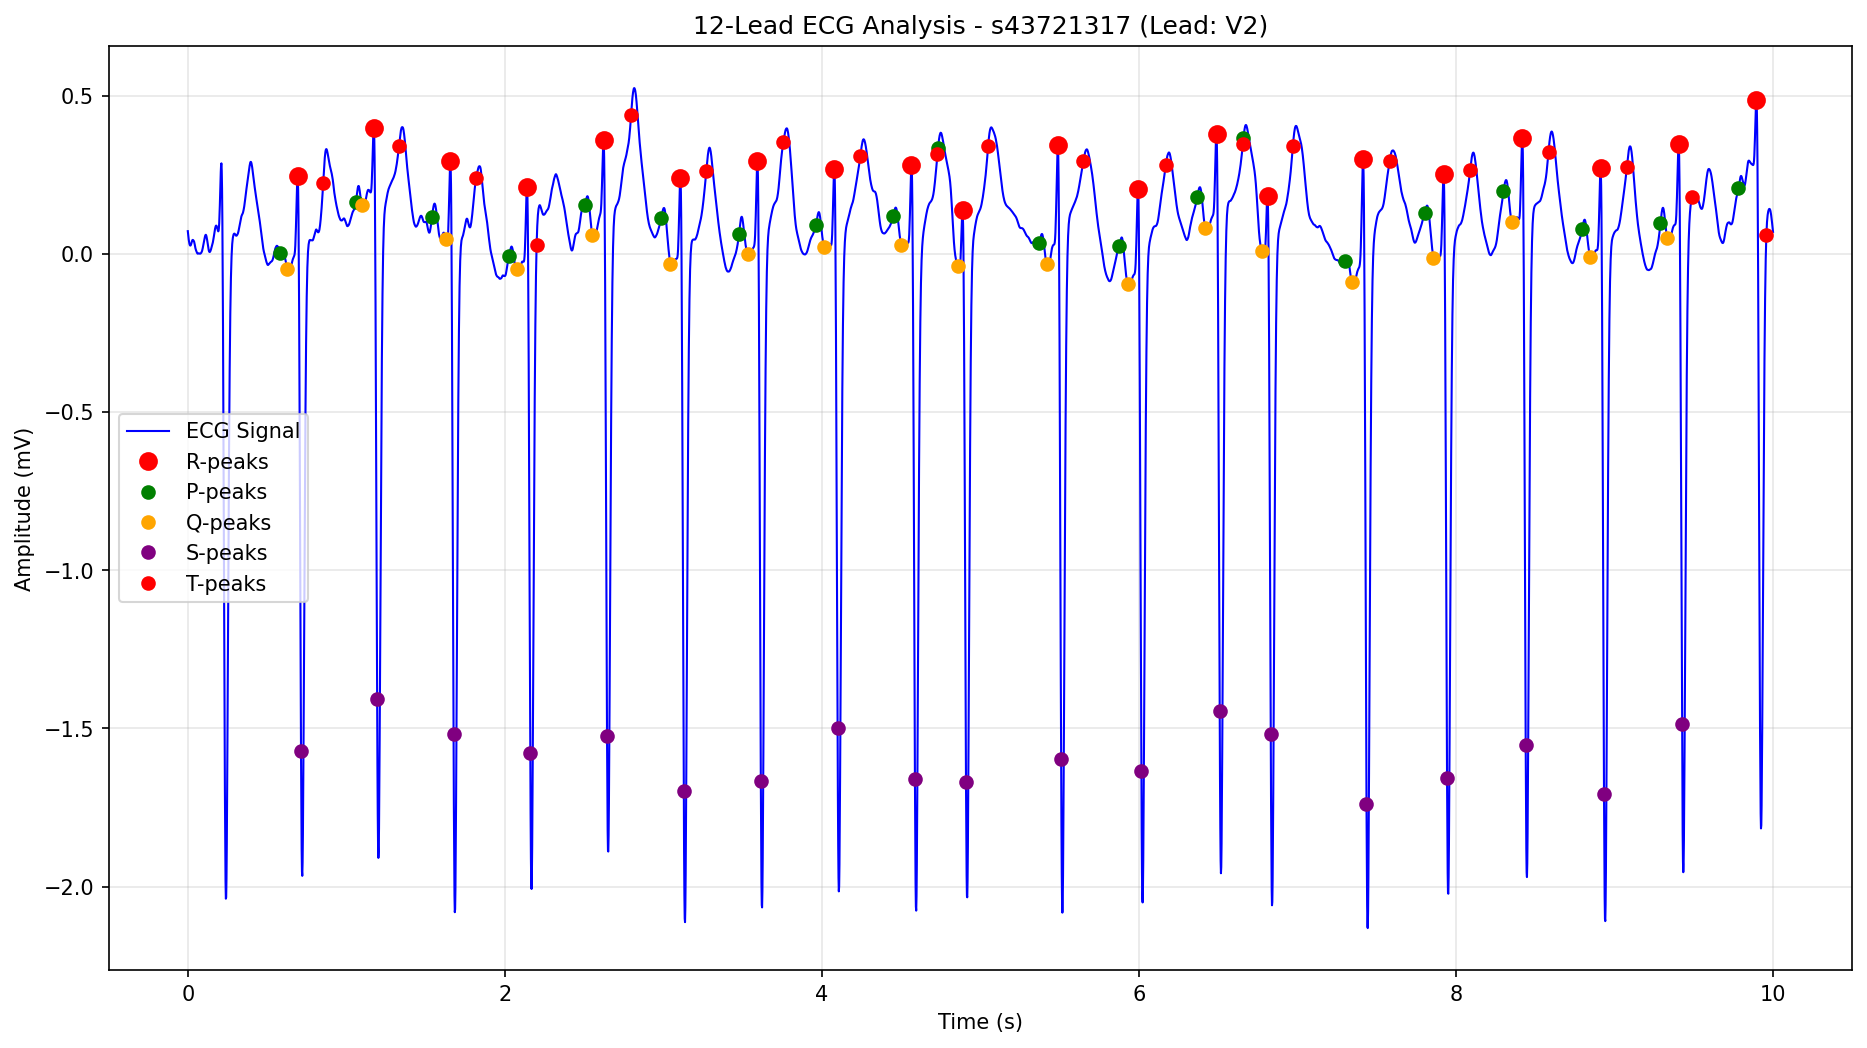 12-Lead ECG Analysis - s43721317 (Lead: V2)
0.5
0.0
−0.5
−1.0
−1.5
−2.0
Amplitude (mV)
ECG Signal
R-peaks
P-peaks
Q-peaks
S-peaks
T-peaks
0 2 4 6 8 10
Time (s)